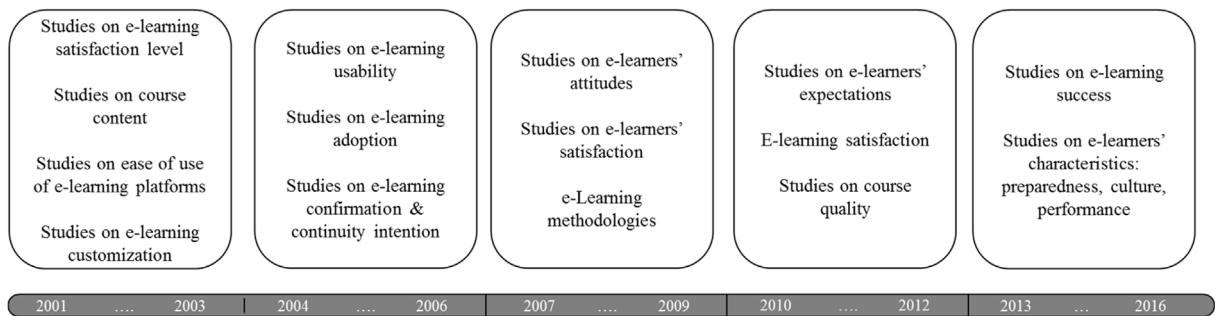 Studies on e-learning
satisfaction level
Studies on course
content
Studies on ease of use
of e-learning platforms
Studies on e-learning
customization
Studies on e-learning
usability
Studies on e-learning
adoption
Studies on e-learning
confirmation &
continuity intention
Studies on e-learners'
attitudes
Studies on e-learners'
satisfaction
e-Learning
methodologies
Studies on e-learners'
expectations
E-learning satisfaction
Studies on course
quality
Studies on e-learning
success
Studies on e-learners'
characteristics:
preparedness, culture,
performance
2001 .... 2003 2004 .... 2006 2007 .... 2009 2010 .... 2012 2013 ... 2016